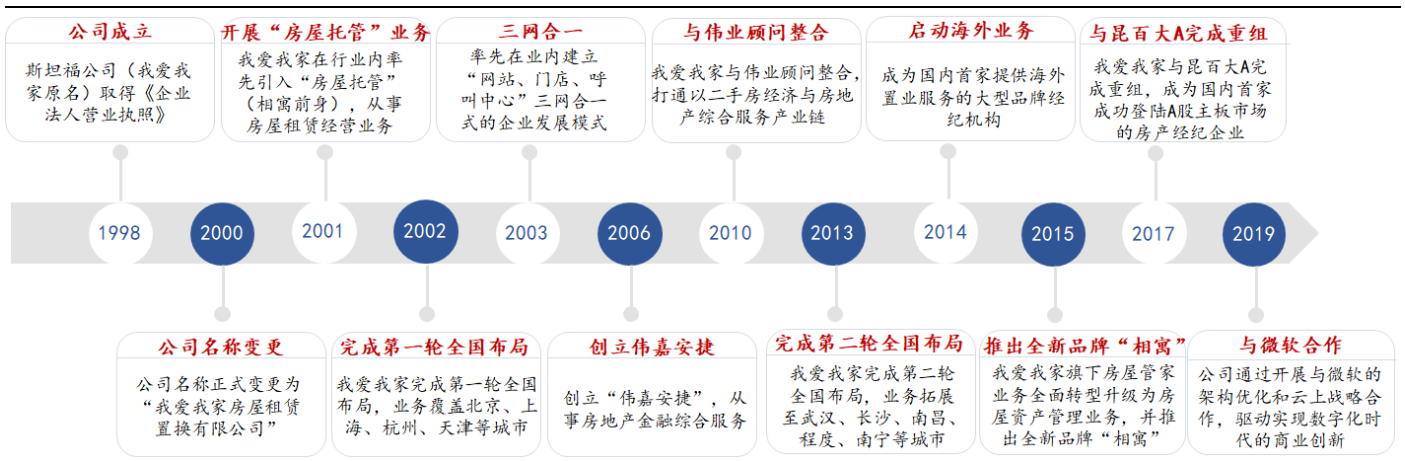 公司成立
斯坦福公司（我爱我
家原名）取得《企业
法人营业执照》
开展“房屋托管”业务
我爱我家在行业内率
先引入“房屋托管”
（相寓前身），从事
房屋租赁经营业务
三网合一
率先在业内建立
“网站、门店、呼
叫中心”三网合一
式的企业发展模式
与伟业顾问整合
我爱我家与伟业顾问整合，
打通以二手房经济与房地
产综合服务产业链
启动海外业务
成为国内首家提供海外
置业服务的大型品牌经
纪机构
与昆百大A完成重组
我爱我家与昆百大A完
成重组，成为国内首家
成功登陆A股主板市场
的房产经纪企业
1998
2000
2001
2002
2003
2006
2010
2013
2014
2015
2017
2019
公司名称变更
公司名称正式变更为
“我爱我家房屋租赁
置换有限公司”
完成第一轮全国布局
我爱我家完成第一轮全国
布局，业务覆盖北京、上
海、杭州、天津等城市
创立伟嘉安捷
创立“伟嘉安捷”，从
事房地产金融综合服务
完成第二轮全国布局
我爱我家完成第二轮
全国布局，业务拓展
至武汉、长沙、南昌、
程度、南宁等城市
推出全新品牌“相寓”
我爱我家旗下房屋管家
业务全面转型升级为房
屋资产管理业务，并推
出全新品牌“相寓”
与微软合作
公司通过开展与微软的
架构优化和云上战略合
作，驱动实现数字化时
代的商业创新